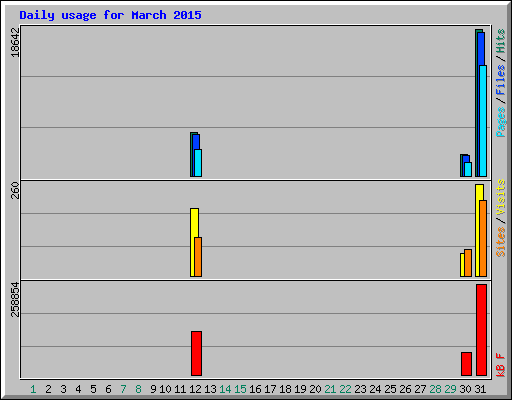 Daily usage for March 2015
18642
260
258854
Pages/Files/Hits
Sites/Visits
kB F
1 2 3 4 5 6 7 8 9 10 11 12 13 14 15 16 17 18 19 20 21 22 23 24 25 26 27 28 29 30 31